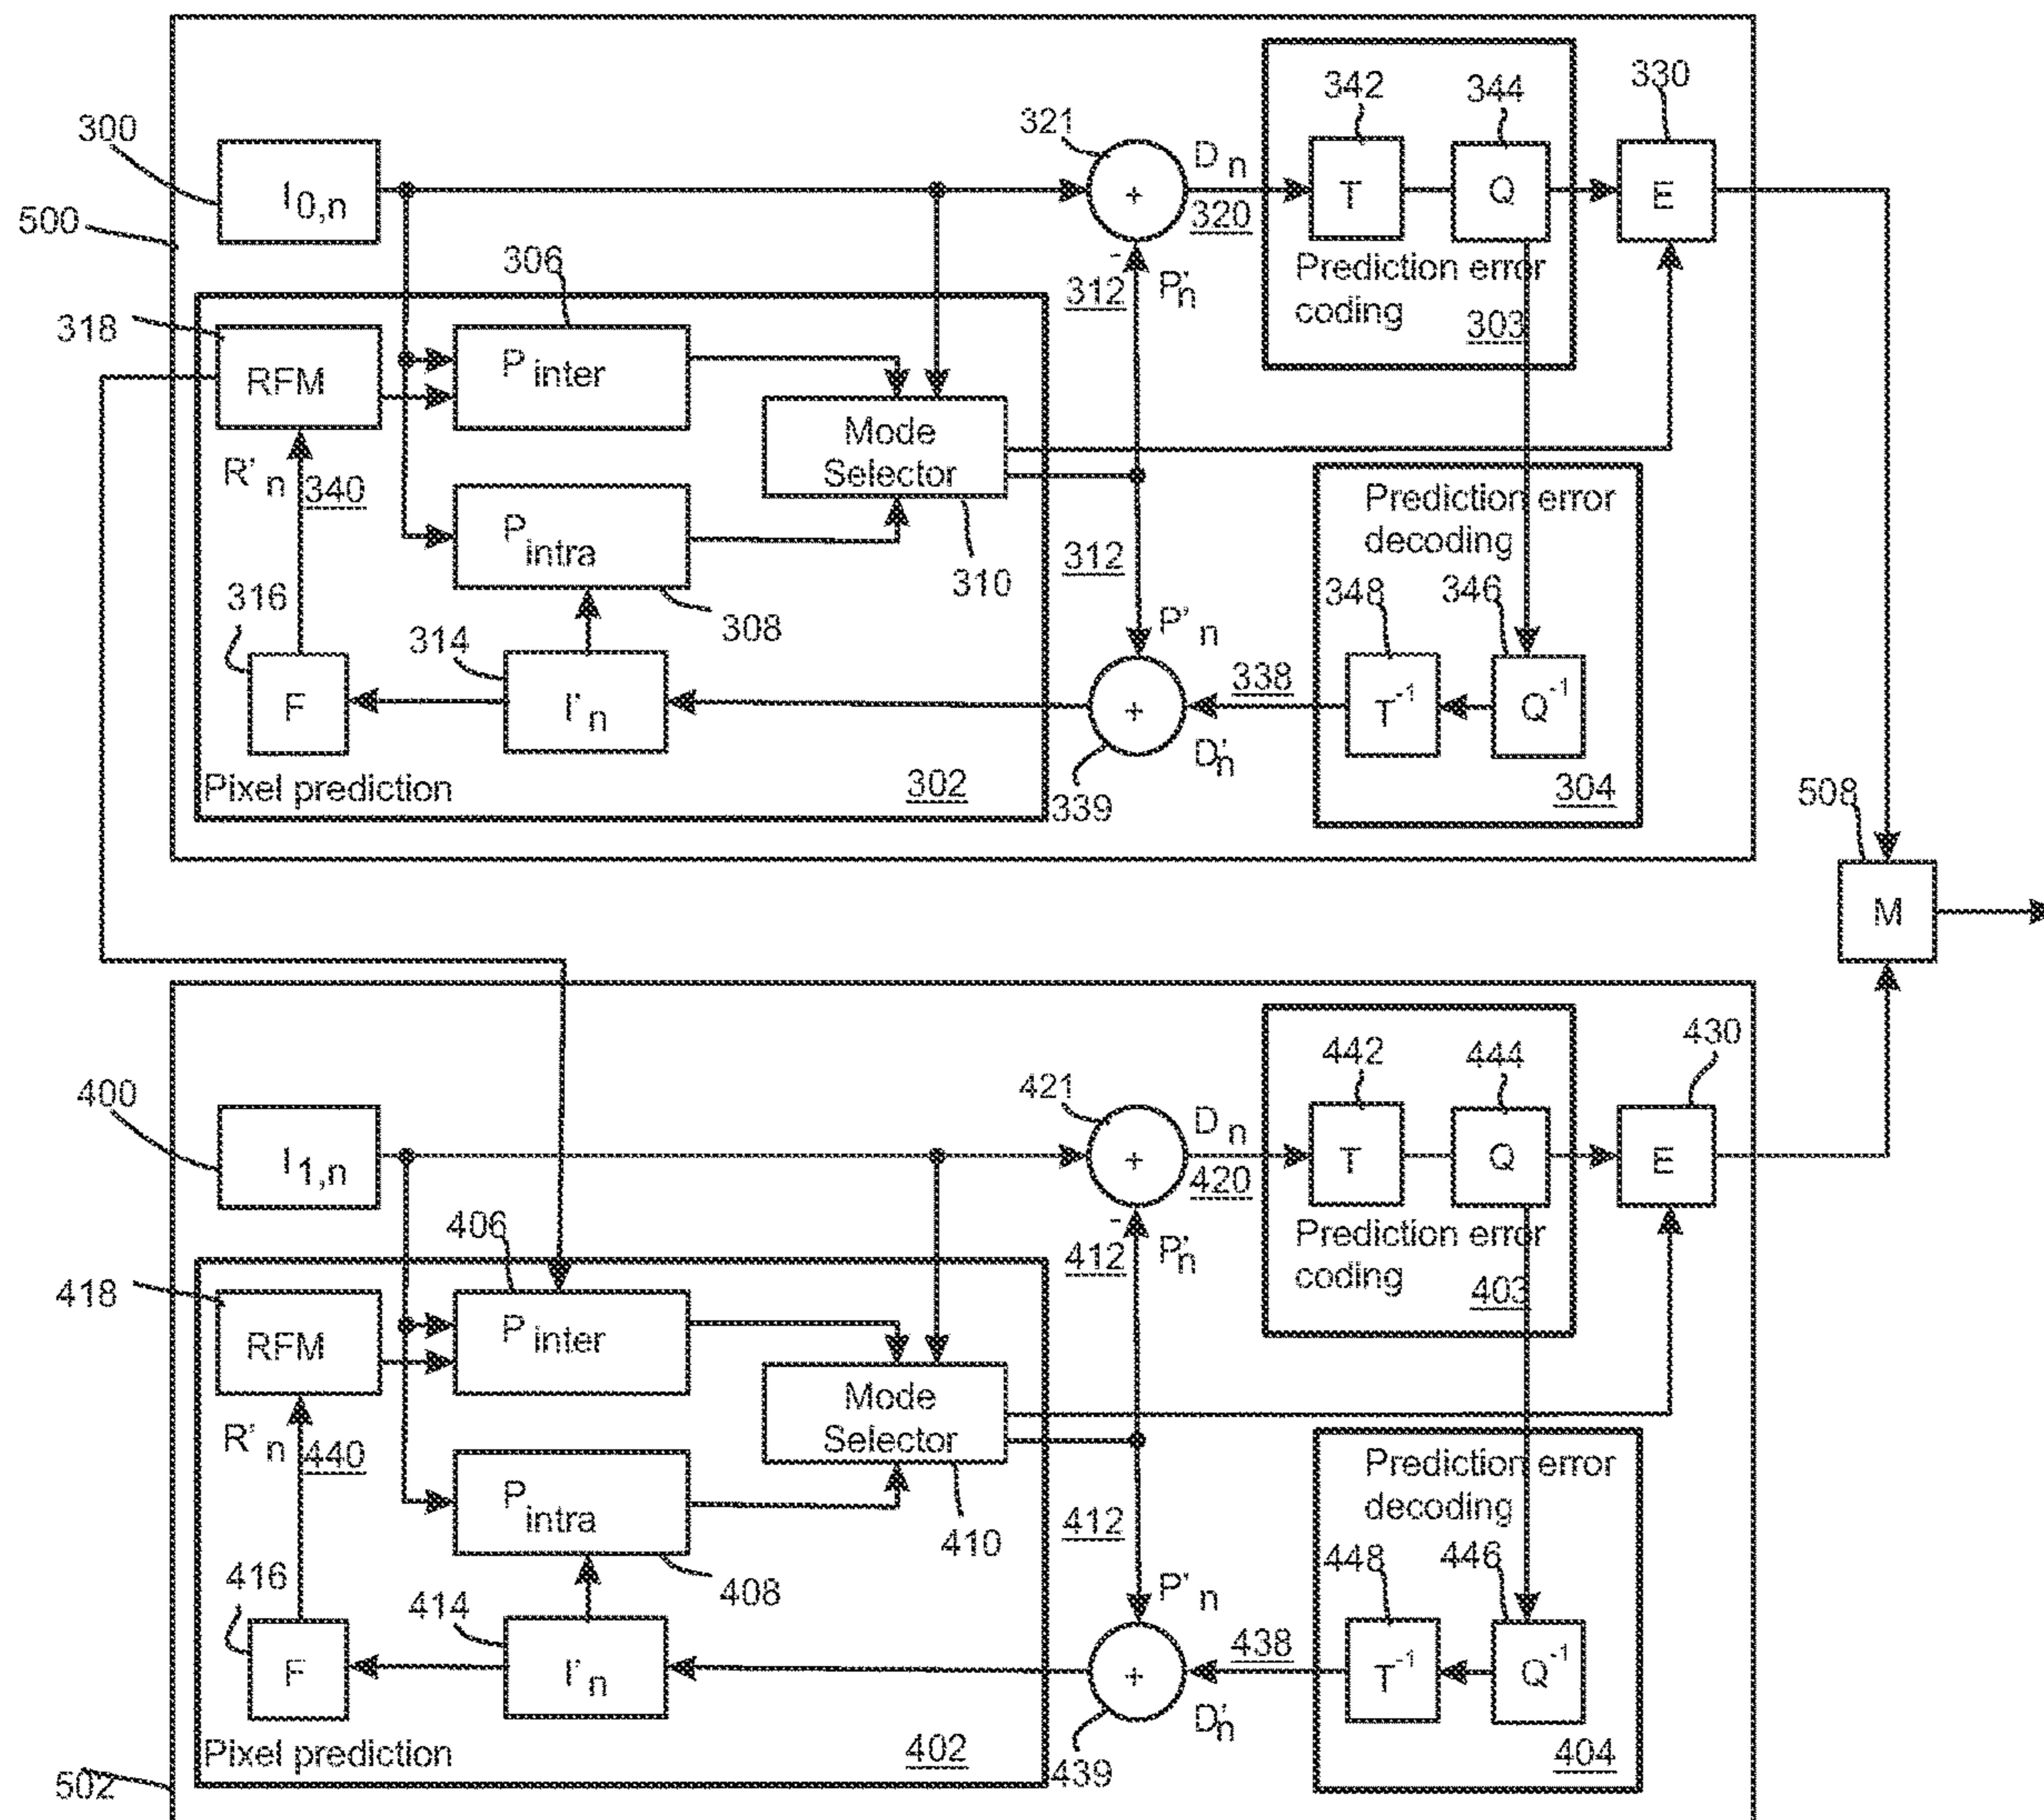 342
344
330
300
321
I0,n
Dn
T
Q
E
+
320
500
306
-
312
P'n
Prediction error
coding
303
318
RFM
P inter
Mode
Selector
R'n
340
Prediction error
decoding
P intra
312
310
348
346
316
308
314
P'n
338
F
I'n
+
T-1
Q-1
D'n
Pixel prediction
302
339
304
508
M
442
444
430
400
421
I1,n
Dn
T
Q
E
+
420
406
-
412
P'n
Prediction error
coding
403
418
RFM
P inter
Mode
Selector
R'n
440
Prediction error
decoding
P intra
412
410
448
446
416
408
414
P'n
438
F
I'n
+
T-1
Q-1
D'n
Pixel prediction
402
439
404
502